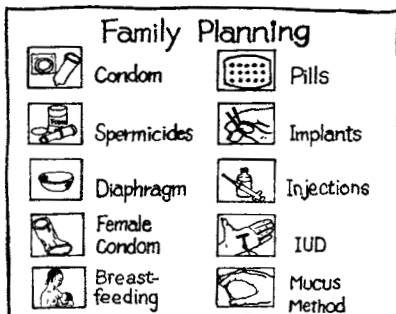 Family Planning
Condom
Pills
Spermicides
Implants
Diaphragm
Injections
Female
Condom
IUD
Breast-
feeding
Mucus
Method